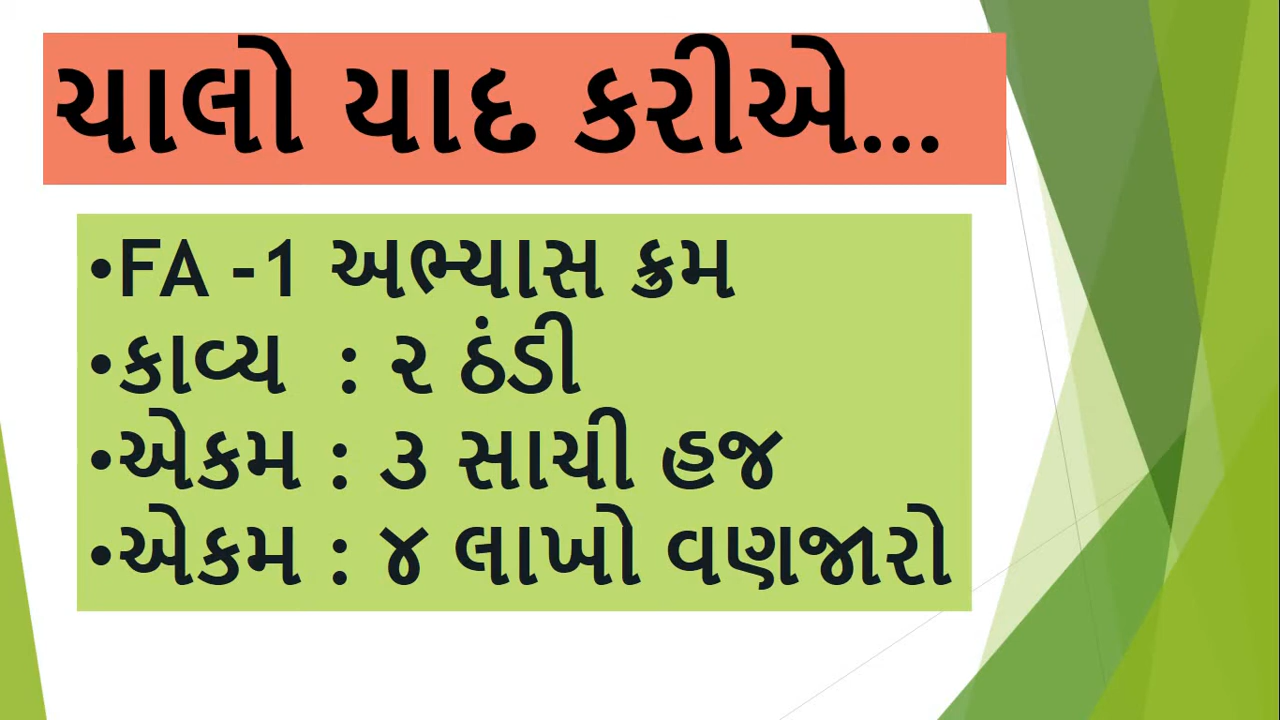 ચાલો યાદ કરીએ...
•FA -1 અભ્યાસ ક્રમ
•કાવ્ય : ૨ ઠંડી
•એકમ : ૩ સાચી હજ
•એકમ : ૪ લાખો વણજારો